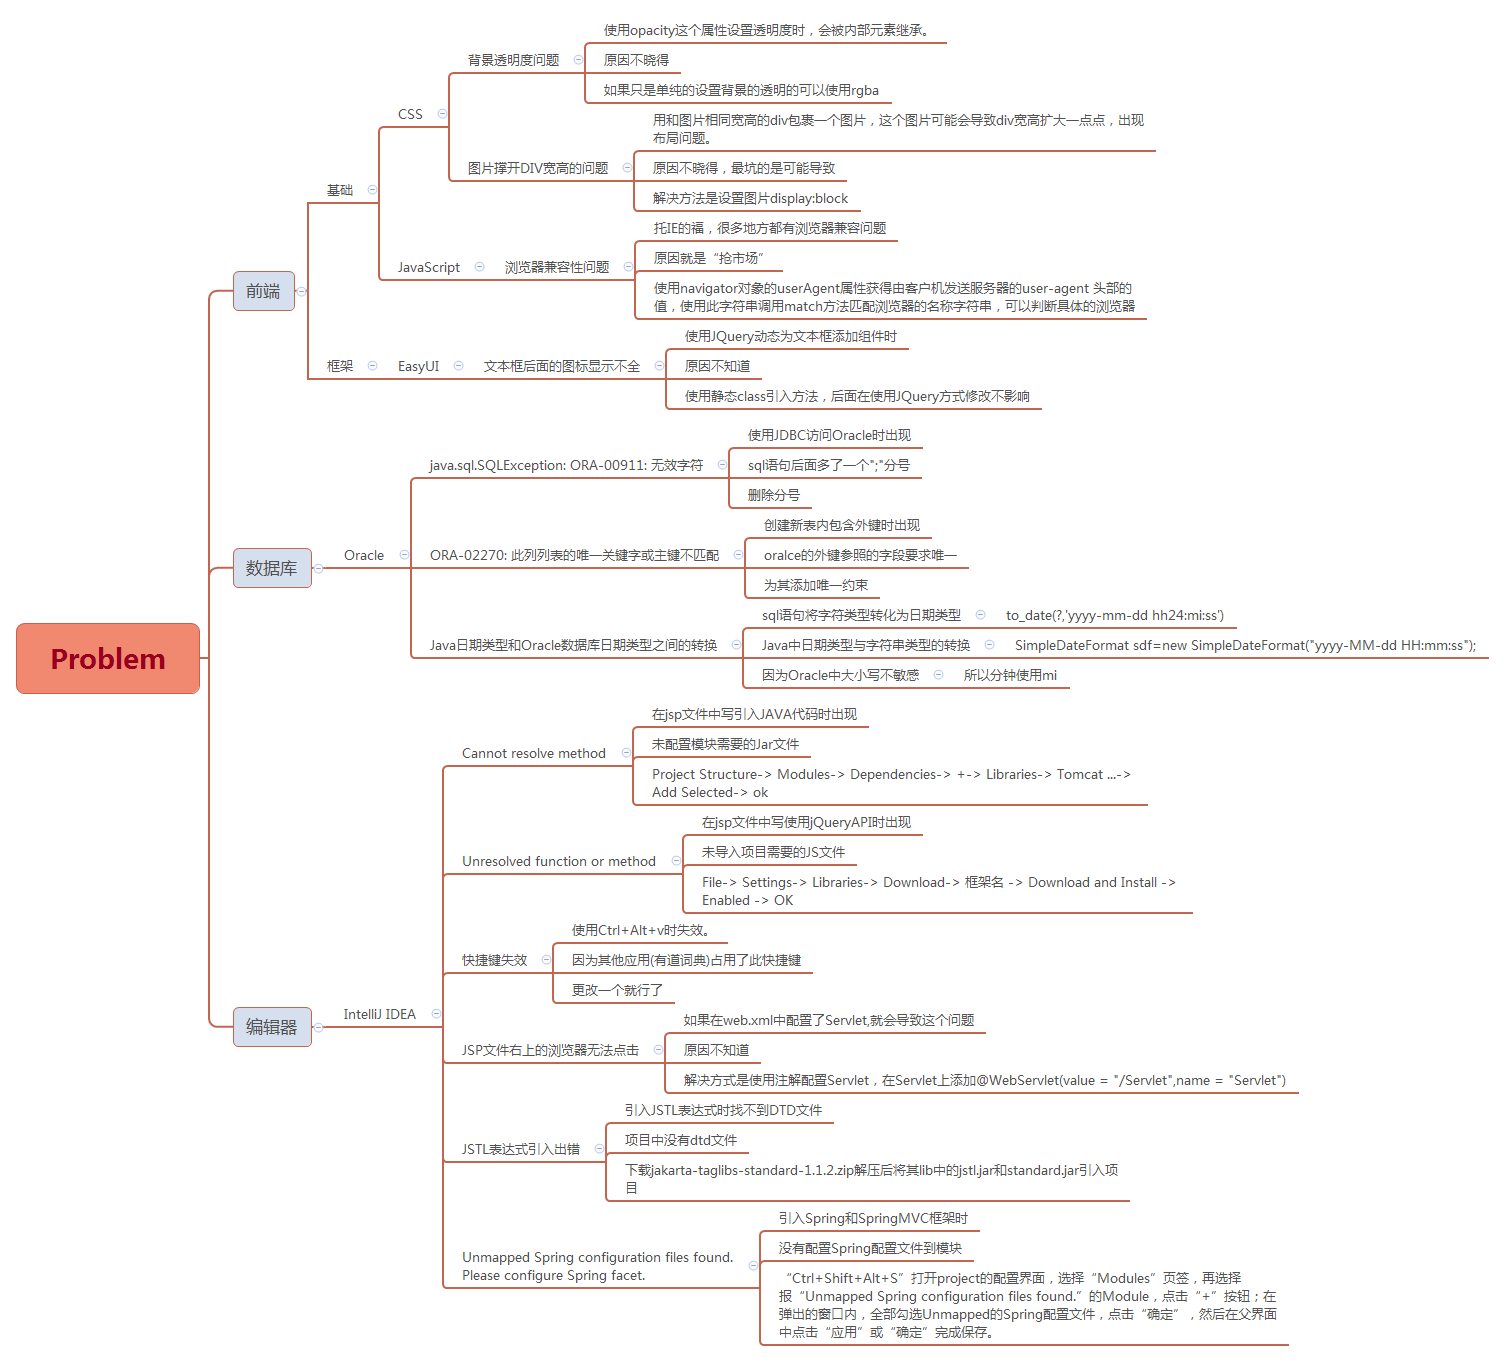 Problem
前端
基础
CSS
背景透明度问题
使用opacity这个属性设置透明度时，会被内部元素继承。
原因不晓得
如果只是单纯的设置背景的透明的可以使用rgba
图片撑开DIV宽高的问题
用和图片相同宽高的div包裹一个图片，这个图片可能会导致div宽高扩大一点点，出现
布局问题。
原因不晓得，最坑的是可能导致
解决方法是设置图片display:block
JavaScript
浏览器兼容性问题
托IE的福，很多地方都有浏览器兼容问题
原因就是“抢市场”
使用navigator对象的userAgent属性获得由客户机发送服务器的user-agent 头部的
值，使用此字符串调用match方法匹配浏览器的名称字符串，可以判断具体的浏览器
框架
EasyUI
文本框后面的图标显示不全
使用JQuery动态为文本框添加组件时
原因不知道
使用静态class引入方法，后面在使用JQuery方式修改不影响
数据库
Oracle
java.sql.SQLException: ORA-00911: 无效字符
使用JDBC访问Oracle时出现
sql语句后面多了一个";"分号
删除分号
ORA-02270: 此列列表的唯一关键字或主键不匹配
创建新表内包含外键时出现
oralce的外键参照的字段要求唯一
为其添加唯一约束
Java日期类型和Oracle数据库日期类型之间的转换
sql语句将字符类型转化为日期类型
to_date(?,'yyyy-mm-dd hh24:mi:ss')
Java中日期类型与字符串类型的转换
SimpleDateFormat sdf=new SimpleDateFormat("yyyy-MM-dd HH:mm:ss");
因为Oracle中大小写不敏感
所以分钟使用mi
编辑器
IntelliJ IDEA
Cannot resolve method
在jsp文件中写引入JAVA代码时出现
未配置模块需要的Jar文件
Project Structure-> Modules-> Dependencies-> +-> Libraries-> Tomcat ...->
Add Selected-> ok
Unresolved function or method
在jsp文件中写使用jQueryAPI时出现
未导入项目需要的JS文件
File-> Settings-> Libraries-> Download-> 框架名 -> Download and Install ->
Enabled -> OK
快捷键失效
使用Ctrl+Alt+v时失效。
因为其他应用(有道词典)占用了此快捷键
更改一个就行了
JSP文件右上的浏览器无法点击
如果在web.xml中配置了Servlet,就会导致这个问题
原因不知道
解决方式是使用注解配置Servlet，在Servlet上添加@WebServlet(value = "/Servlet",name = "Servlet")
JSTL表达式引入出错
引入JSTL表达式时找不到DTD文件
项目中没有dtd文件
下载jakarta-taglibs-standard-1.1.2.zip解压后将其lib中的jstl.jar和standard.jar引入项
目
Unmapped Spring configuration files found.
Please configure Spring facet.
引入Spring和SpringMVC框架时
没有配置Spring配置文件到模块
“Ctrl+Shift+Alt+S”打开project的配置界面，选择“Modules”页签，再选择
报“Unmapped Spring configuration files found.”的Module，点击“+”按钮；在
弹出的窗口内，全部勾选Unmapped的Spring配置文件，点击“确定”，然后在父界面
中点击“应用”或“确定”完成保存。